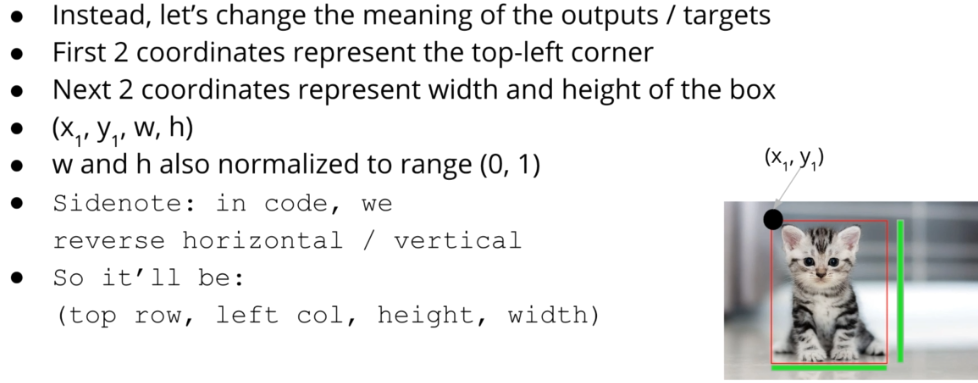 ● Instead, let's change the meaning of the outputs / targets
● First 2 coordinates represent the top-left corner
● Next 2 coordinates represent width and height of the box
● (x₁, y₁, w, h)
● w and h also normalized to range (0, 1)
(x₁, y₁)
● Sidenote: in code, we
reverse horizontal / vertical
● So it'll be:
(top row, left col, height, width)